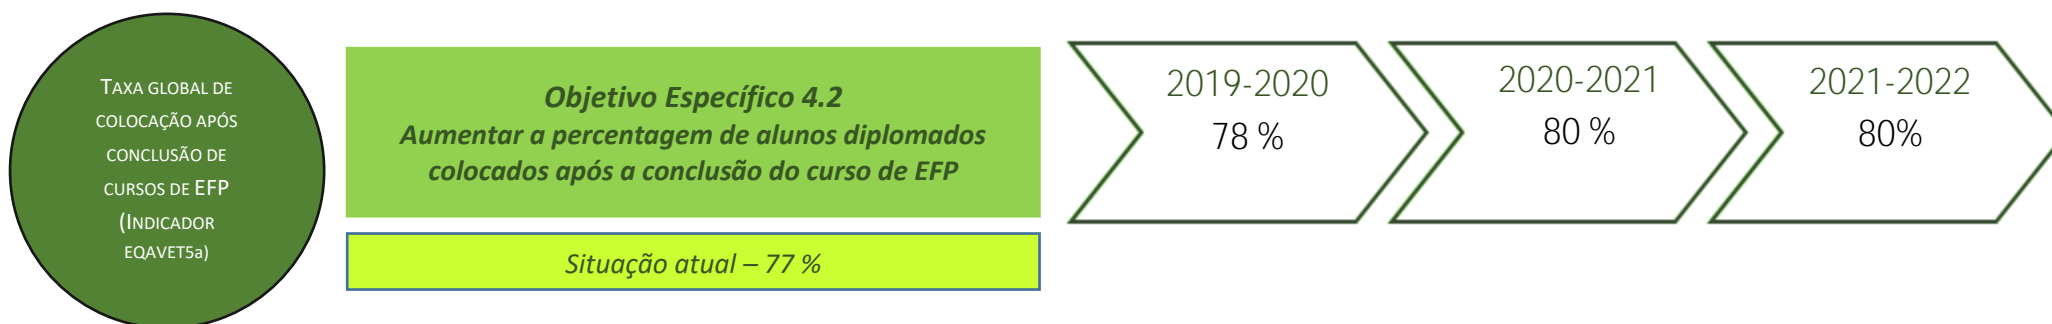 TAXA GLOBAL DE
COLOCAÇÃO APÓS
CONCLUSÃO DE
CURSOS DE EFP
(INDICADOR
EQAVET5a)
Objetivo Específico 4.2
Aumentar a percentagem de alunos diplomados
colocados após a conclusão do curso de EFP
Situação atual – 77 %
2019-2020
78 %
2020-2021
80 %
2021-2022
80%